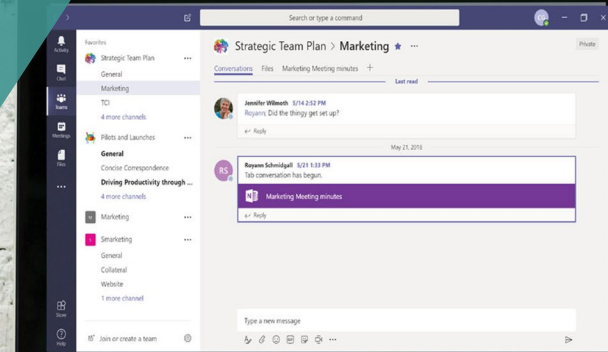 Search or type a command
CS
Activity
Chat
Teams
Meetings
Files
Store
Help
Favorites
Strategic Team Plan
General
Marketing
TCI
4 more channels
Pilots and Launches
General
Concise Correspondence
Driving Productivity through ...
4 more channels
Marketing
Smarketing
General
Collateral
Website
1 more channel
Join or create a team
Strategic Team Plan > Marketing
Private
Conversations Files Marketing Meeting minutes +
Last read
Jennifer Wilmoth 5/14 2:52 PM
Royann; Did the thingy get set up?
Reply
May 21, 2018
RS
Royann Schmidgall 5/21 1:33 PM
Tab conversation has begun.
Marketing Meeting minutes
Reply
Type a new message